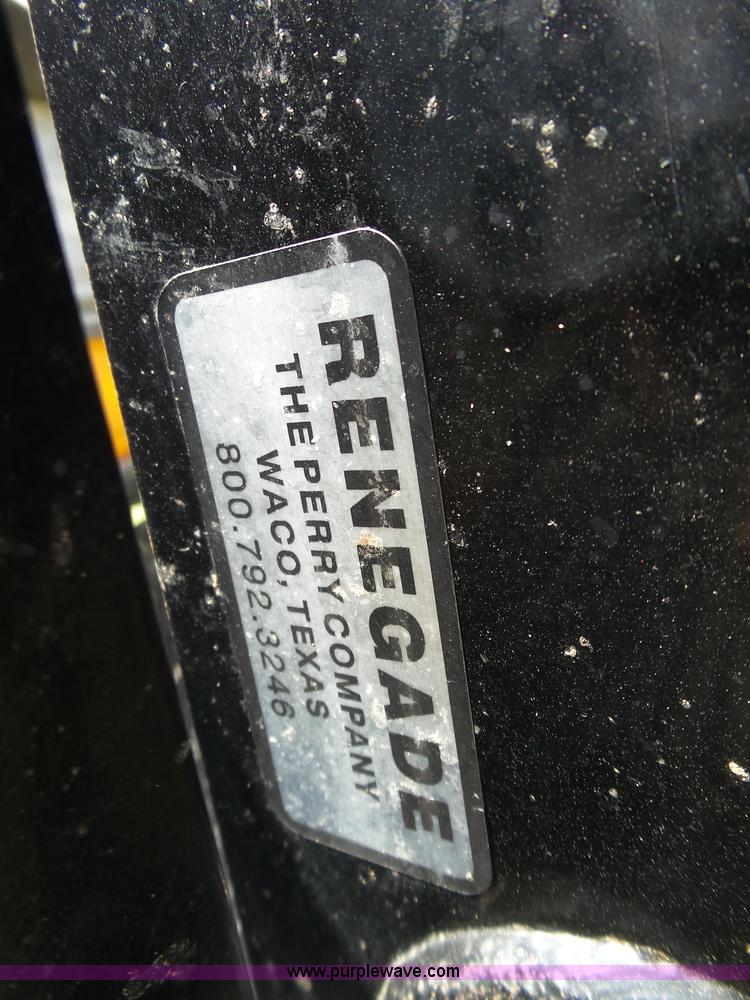 RENEGADE
THE PERRY COMPANY
WACO, TEXAS
800.792.3246
www.purplewave.com